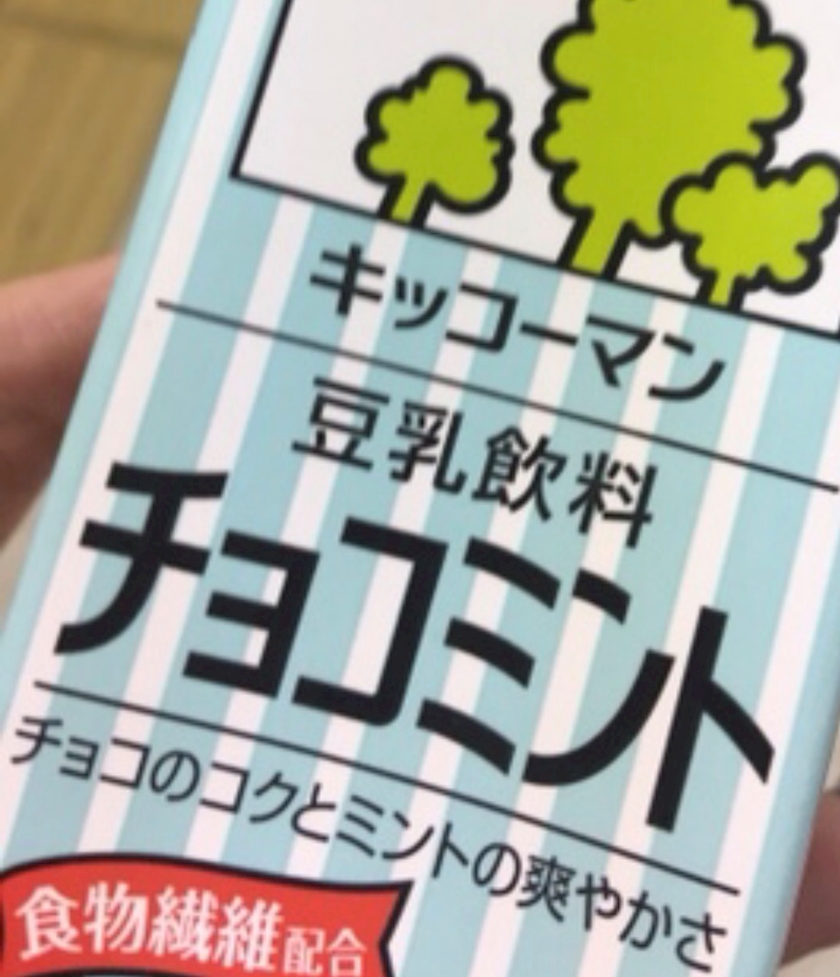 キッコーマン
豆乳飲料
チョコミント
チョコのコクとミントの爽やかさ
食物繊維配合